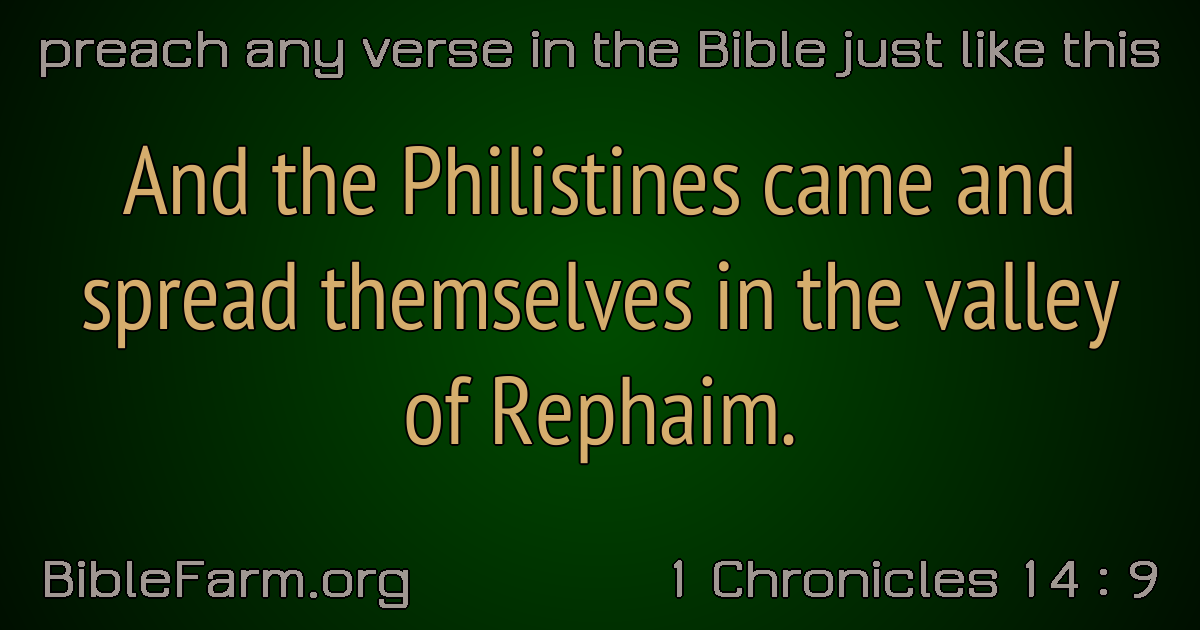 preach any verse in the Bible just like this
And the Philistines came and
spread themselves in the valley
of Rephaim.
BibleFarm.org
1 Chronicles 14 : 9